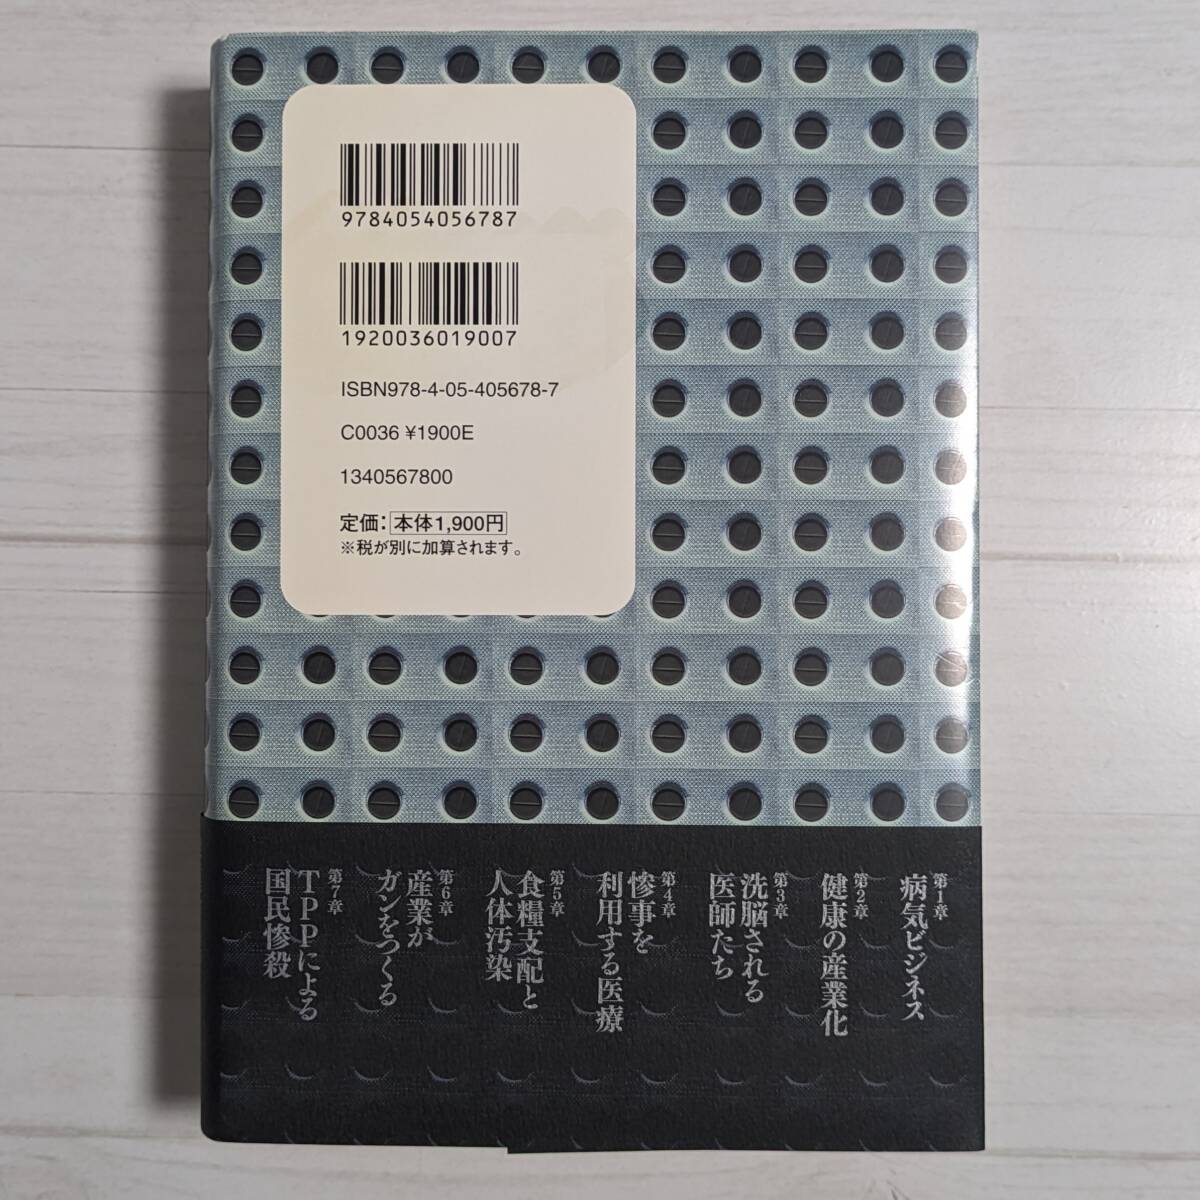 9784054056787
1920036019007
ISBN978-4-05-405678-7
C0036 ¥1900E
1340567800
定価：本体1,900円
※税が別に加算されます。
第1章
病気ビジネス
第2章
健康の産業化
第3章
洗脳される
医師たち
第4章
惨事を
利用する医療
第5章
食糧支配と
人体汚染
第6章
産業が
ガンをつくる
第7章
TPPによる
国民惨殺